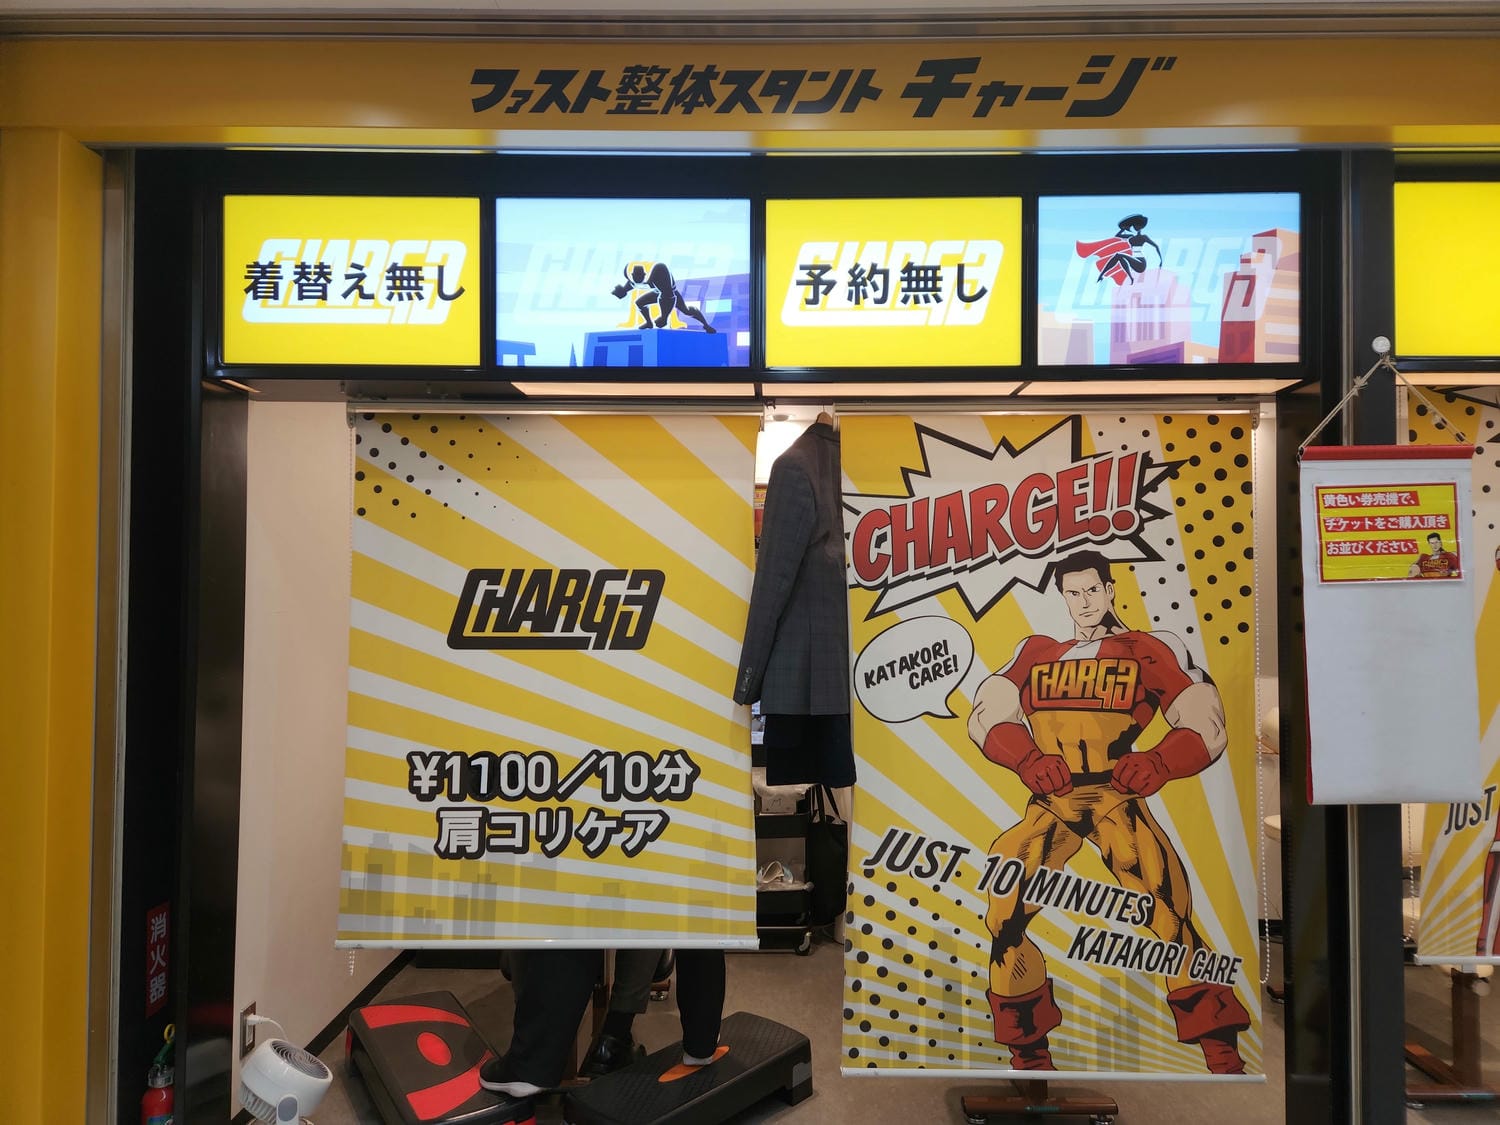 ファスト整体スタンド チャージ
CHARGE
着替え無し
CHARGE
CHARGE
予約無し
CHARGE
CHARGE
¥1100／10分
肩コリケア
CHARGE!!
KATAKORI
CARE!
CHARGE
JUST 10 MINUTES
KATAKORI CARE
黄色い券売機で、
チケットをご購入頂き
お並びください。
JUST
消火器